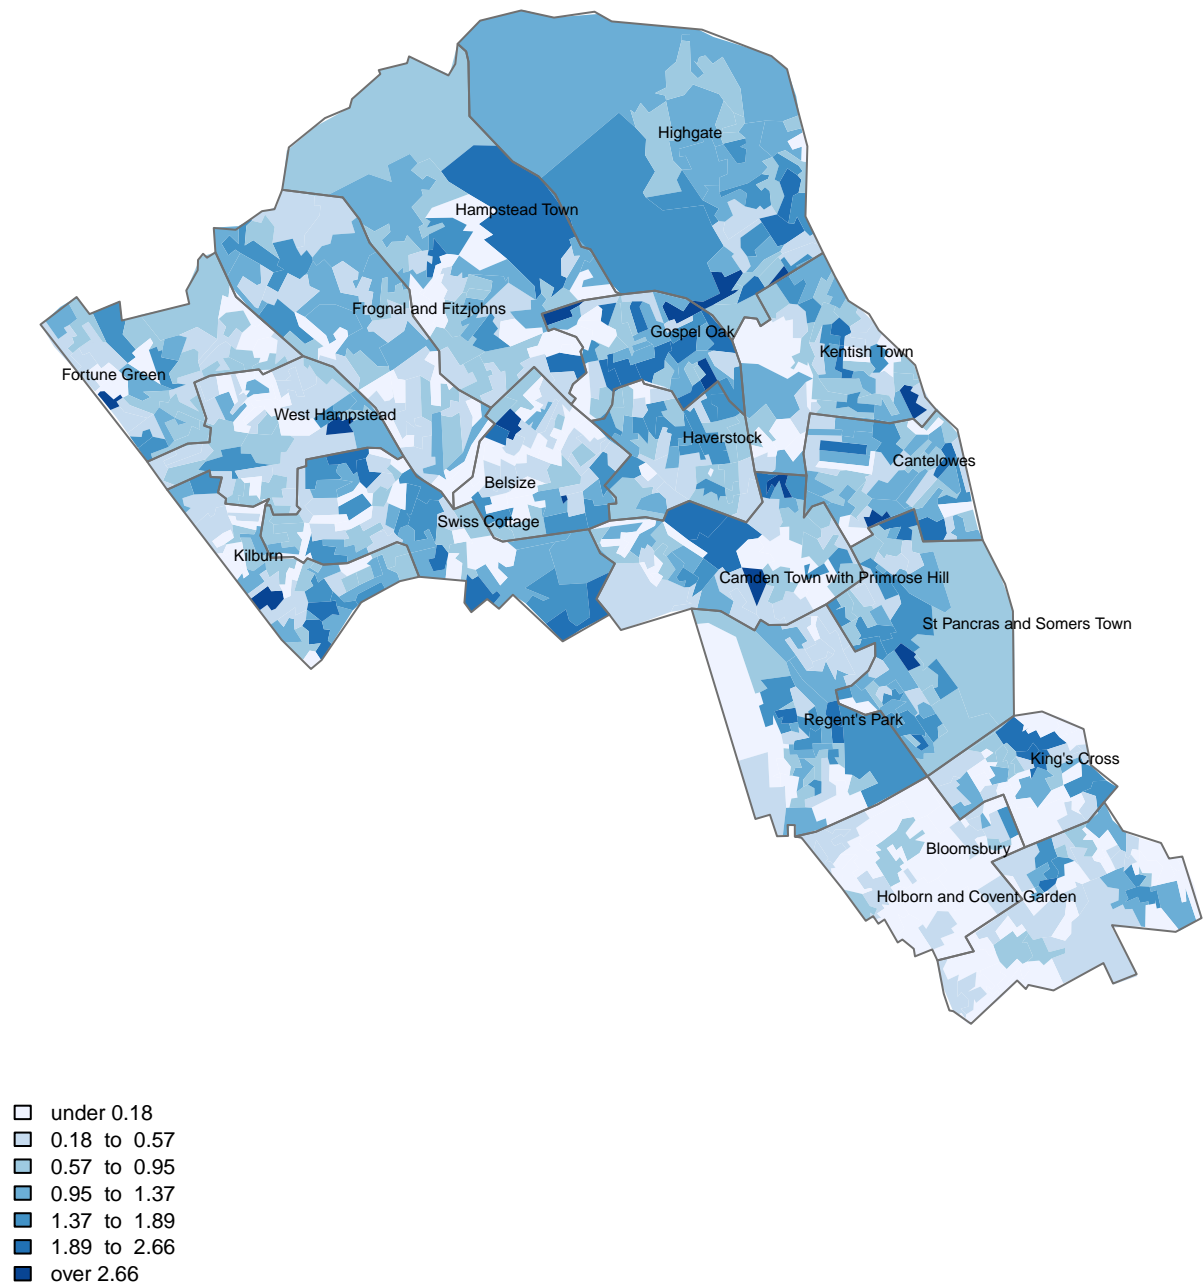 Highgate
Hampstead Town
Frognal and Fitzjohns
Gospel Oak
Kentish Town
Fortune Green
West Hampstead
Haverstock
Cantelowes
Belsize
Swiss Cottage
Kilburn
Camden Town with Primrose Hill
St Pancras and Somers Town
Regent's Park
King's Cross
Bloomsbury
Holborn and Covent Garden
under 0.18
0.18 to 0.57
0.57 to 0.95
0.95 to 1.37
1.37 to 1.89
1.89 to 2.66
over 2.66